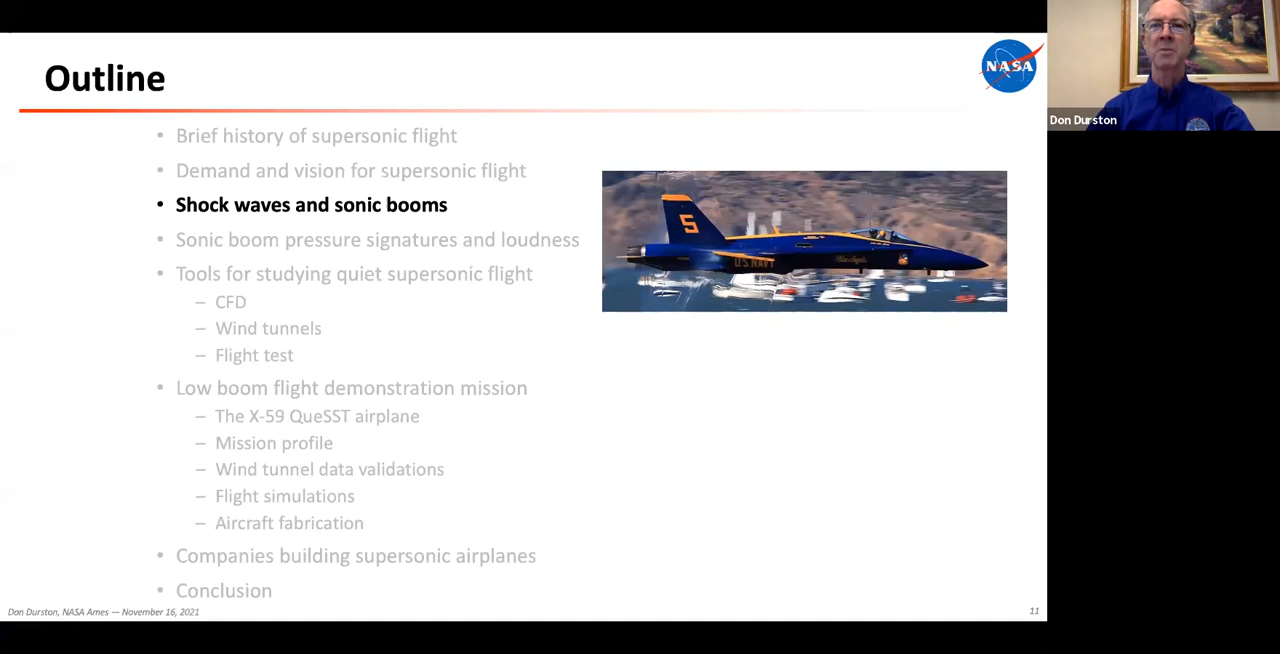 Outline
NASA
Don Durston
• Brief history of supersonic flight
• Demand and vision for supersonic flight
• Shock waves and sonic booms
• Sonic boom pressure signatures and loudness
• Tools for studying quiet supersonic flight
– CFD
– Wind tunnels
– Flight test
5
U.S. NAVY
Blue Angels
• Low boom flight demonstration mission
– The X-59 QueSST airplane
– Mission profile
– Wind tunnel data validations
– Flight simulations
– Aircraft fabrication
• Companies building supersonic airplanes
• Conclusion
Don Durston, NASA Ames — November 16, 2021
11